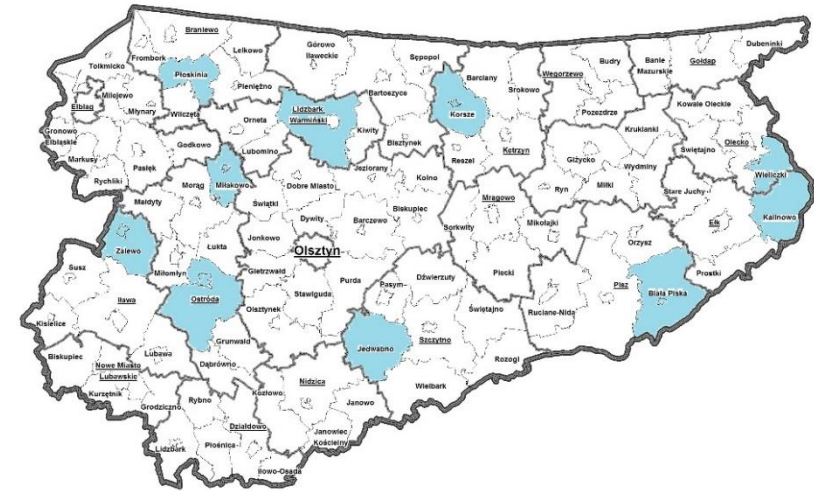 Braniewo
Frombork
Tolkmicko
Lelkowo
Płoskinia
Górowo
Iławeckie
Sępopol
Bartoszyce
Barciany
Srokowo
Węgorzewo
Budry
Banie
Mazurskie
Gołdap
Dubeninki
Milejewo
Elbląg
Młynary
Wilczęta
Pieniężno
Orneta
Lidzbark
Warmiński
Kiwity
Bisztynek
Korsze
Reszel
Kętrzyn
Pozezdrze
Kruklanki
Kowale Oleckie
Olecko
Świętajno
Wieliczki
Gronowo
Elbląskie
Markusy
Pasłęk
Rychliki
Godkowo
Lubomino
Miłakowo
Morąg
Małdyty
Dobre Miasto
Jeziorany
Kolno
Świątki
Giżycko
Wydminy
Ryn
Miłki
Stare Juchy
Kalinowo
Ełk
Mrągowo
Mikołajki
Sorkwity
Biskupiec
Barczewo
Dywity
Jonkowo
Łukta
Zalewo
Olsztyn
Orzysz
Prostki
Piecki
Susz
Miłomłyn
Gietrzwałd
Stawiguda
Purda
Pasym
Dźwierzuty
Pisz
Biała Piska
Ruciane-Nida
Świętajno
Ostróda
Olsztynek
Iława
Kisielice
Szczytno
Jedwabno
Grunwald
Rozogi
Biskupiec
Lubawa
Dąbrówno
Nowe Miasto
Lubawskie
Kurzętnik
Grodziczno
Rybno
Kozłowo
Nidzica
Janowo
Wielbark
Działdowo
Janowiec
Kościelny
Lidzbark
Płośnica
Iłowo-Osada